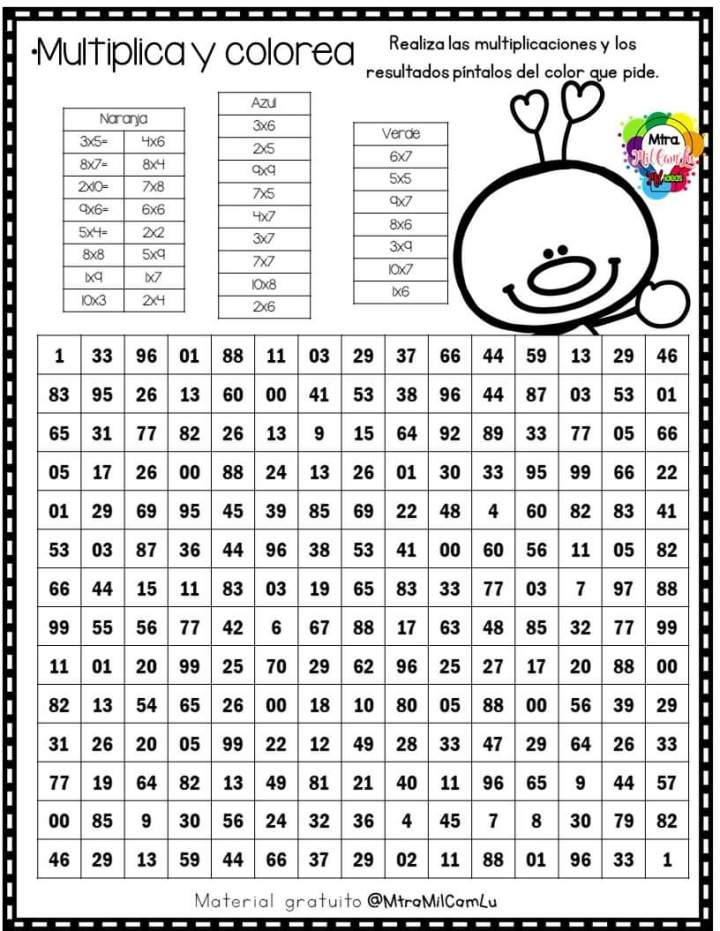 ·Multiplica y colorea
Realiza las multiplicaciones y los
resultados píntalos del color que pide.
Mtra.
MilCamLu
Mil ideas
Naranja
3x5= 4x6
8x7= 8x4
2x10= 7x8
9x6= 6x6
5x4= 2x2
8x8 5x9
1x9 1x7
10x3 2x4
Azul
3x6
2x5
9x9
7x5
4x7
3x7
7x7
10x8
2x6
Verde
6x7
5x5
9x7
8x6
3x9
10x7
1x6
1 33 96 01 88 11 03 29 37 66 44 59 13 29 46
83 95 26 13 60 00 41 53 38 96 44 87 03 53 01
65 31 77 82 26 13 9 15 64 92 89 33 77 05 66
05 17 26 00 88 24 13 26 01 30 33 95 99 66 22
01 29 69 95 45 39 85 69 22 48 4 60 82 83 41
53 03 87 36 44 96 38 53 41 00 60 56 11 05 82
66 44 15 11 83 03 19 65 83 33 77 03 7 97 88
99 55 56 77 42 6 67 88 17 63 48 85 32 77 99
11 01 20 99 25 70 29 62 96 25 27 17 20 88 00
82 13 54 65 26 00 18 10 80 05 88 00 56 39 29
31 26 20 05 99 22 12 49 28 33 47 29 64 26 33
77 19 64 82 13 49 81 21 40 11 96 65 9 44 57
00 85 9 30 56 24 32 36 4 45 7 8 30 79 82
46 29 13 59 44 66 37 29 02 11 88 01 96 33 1
Material gratuito @MtraMilCamLu